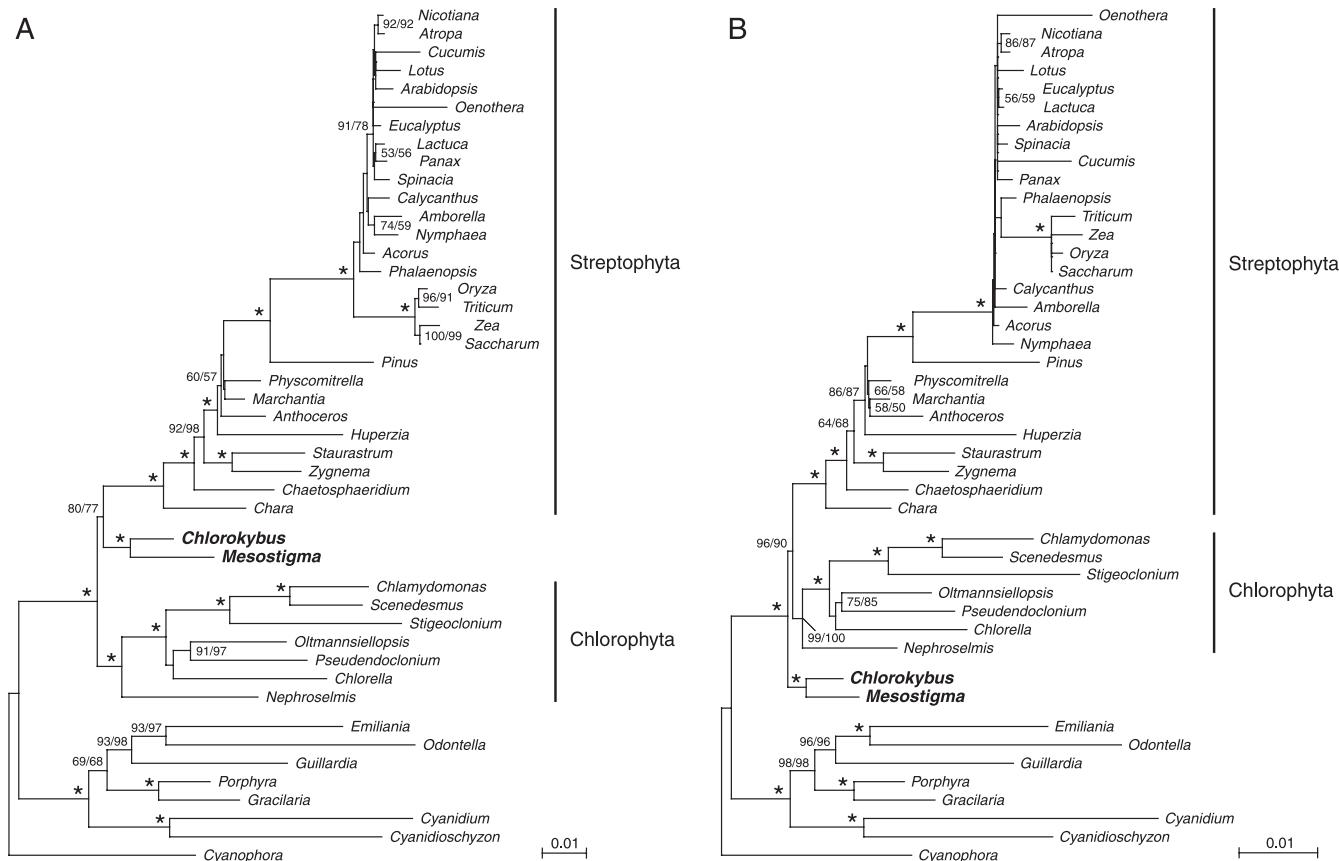 A
Nicotiana
92/92
Atropa
Cucumis
Lotus
Arabidopsis
Oenothera
91/78
Eucalyptus
Lactuca
53/56
Panax
Spinacia
Calycanthus
Amborella
74/59
Nymphaea
Acorus
Phalaenopsis
*
Oryza
96/91
*
Triticum
Zea
100/99
Saccharum
*
Pinus
60/57
Physcomitrella
Marchantia
*
Anthoceros
92/98
Huperzia
*
*
Staurastrum
Zygnema
Chaetosphaeridium
*
Chara
80/77
*
Chlorokybus
Mesostigma
*
Chlamydomonas
*
*
Scenedesmus
Stigeoclonium
*
Oltmannsiellopsis
91/97
*
Pseudendoclonium
Chlorella
Nephroselmis
Streptophyta
Chlorophyta
93/97
Emiliania
93/98
Odontella
69/68
Guillardia
*
Porphyra
*
Gracilaria
*
Cyanidium
Cyanidioschyzon
Cyanophora
0.01
B
Oenothera
Nicotiana
86/87
Atropa
Lotus
Eucalyptus
56/59
Lactuca
Arabidopsis
Spinacia
Cucumis
Panax
Phalaenopsis
Triticum
*
Zea
Oryza
Saccharum
Calycanthus
*
Amborella
Acorus
*
Nymphaea
Pinus
Physcomitrella
86/87
66/58
Marchantia
58/50
Anthoceros
64/68
Huperzia
*
*
Staurastrum
Zygnema
*
Chaetosphaeridium
Chara
96/90
*
Chlamydomonas
*
Scenedesmus
*
Stigeoclonium
Oltmannsiellopsis
75/85
Pseudendoclonium
*
Chlorella
99/100
Nephroselmis
*
Chlorokybus
Mesostigma
Streptophyta
Chlorophyta
*
Emiliania
96/96
Odontella
98/98
Guillardia
*
Porphyra
*
Gracilaria
*
Cyanidium
Cyanidioschyzon
Cyanophora
0.01